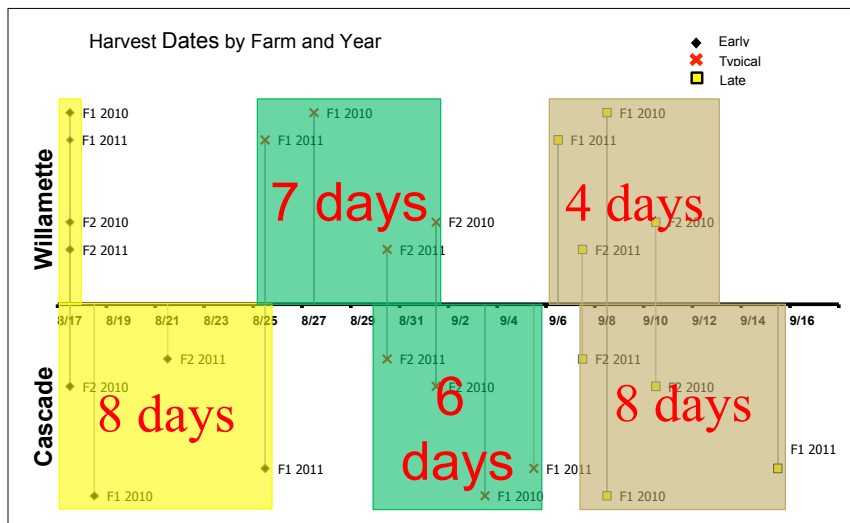 Harvest Dates by Farm and Year
Early
Typical
Late
Willamette
F1 2010
F1 2011
F2 2010
F2 2011
F1 2010
F1 2011
7 days
F2 2010
F2 2011
F1 2010
F1 2011
4 days
F2 2010
F2 2011
8/17 8/19 8/21 8/23 8/25 8/27 8/29 8/31 9/2 9/4 9/6 9/8 9/10 9/12 9/14 9/16
Cascade
F2 2011
F2 2010
8 days
F1 2011
F1 2010
F2 2011
F2 2010
6
days
F1 2011
F1 2010
F2 2011
F2 2010
8 days
F1 2011
F1 2010